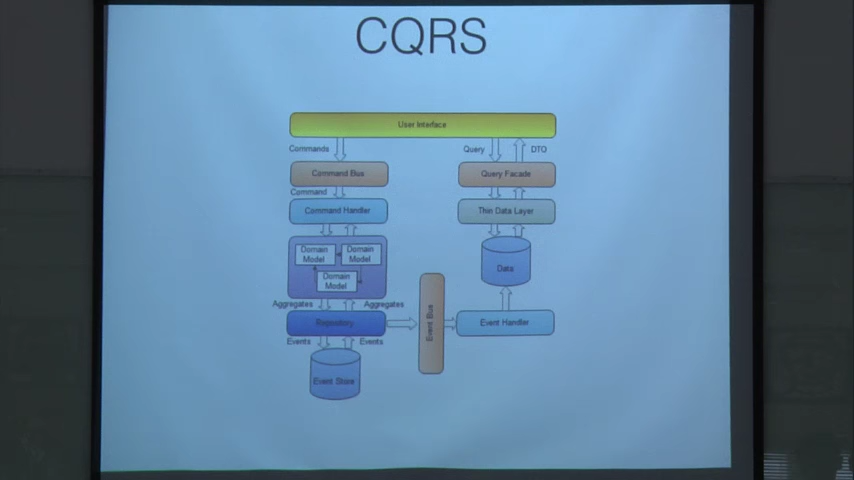 CQRS
User Interface
Commands
Query
DTO
Command Bus
Query Facade
Command
Command Handler
Thin Data Layer
Domain
Model
Domain
Model
Domain
Model
Data
Aggregates
Aggregates
Repository
Event Bus
Event Handler
Events
Events
Event Store